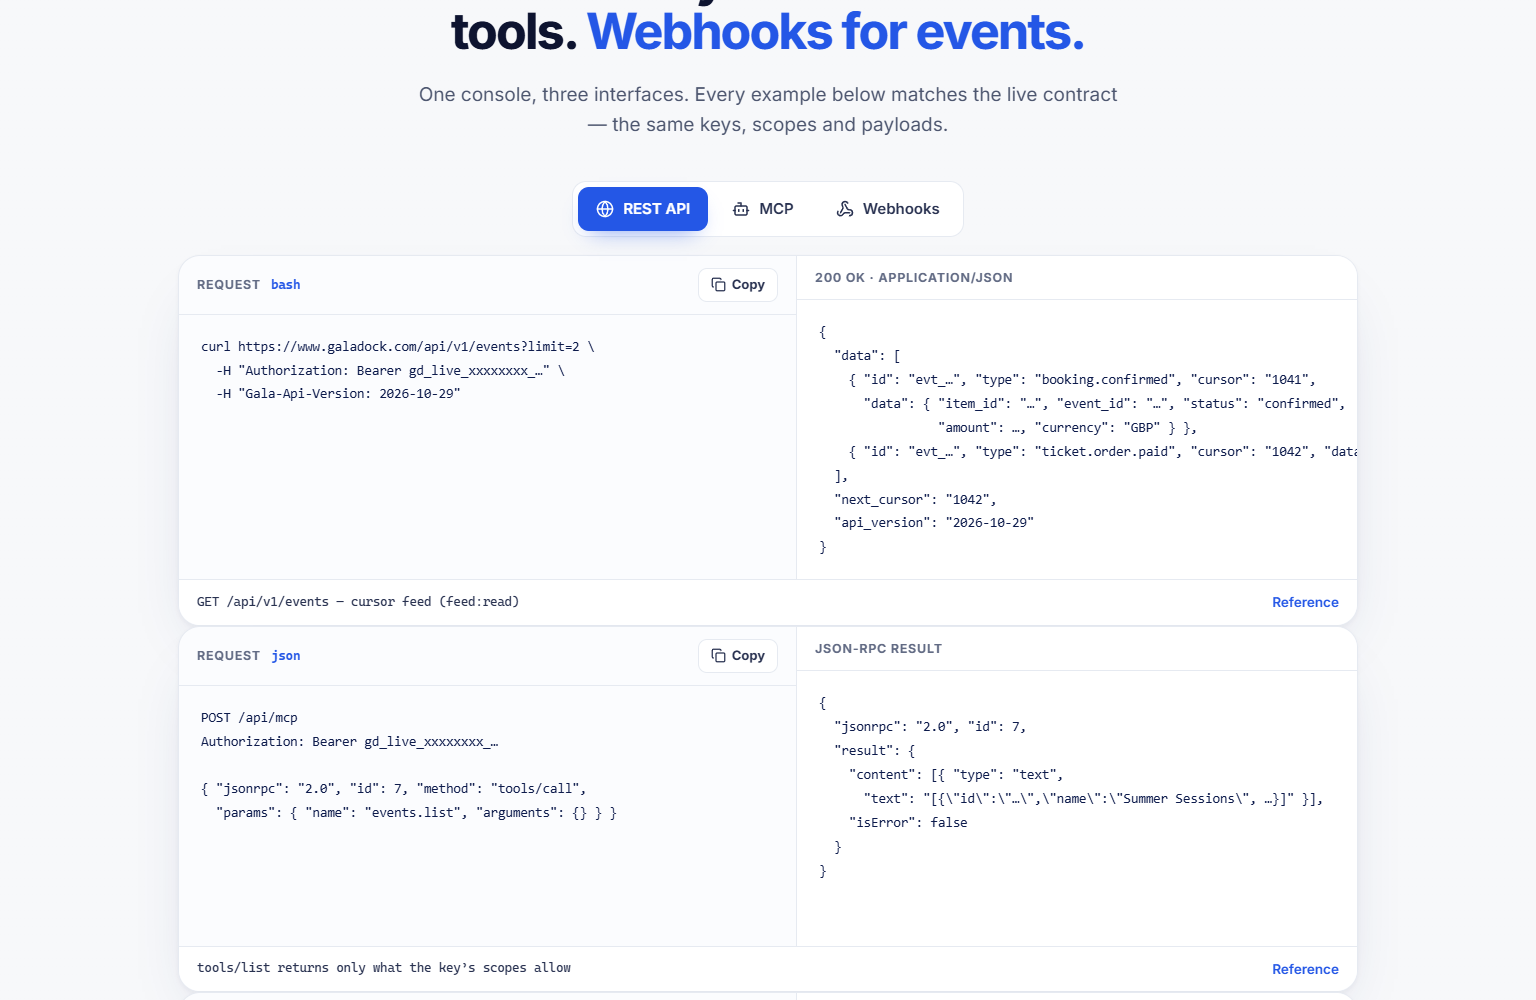 tools. Webhooks for events.
One console, three interfaces. Every example below matches the live contract
— the same keys, scopes and payloads.
REST API
MCP
Webhooks
REQUEST bash
Copy
curl https://www.galadock.com/api/v1/events?limit=2 \
-H "Authorization: Bearer gd_live_xxxxxxxx_…" \
-H "Gala-Api-Version: 2026-10-29"
200 OK · APPLICATION/JSON
{
"data": [
{ "id": "evt_…", "type": "booking.confirmed", "cursor": "1041",
"data": { "item_id": "…", "event_id": "…", "status": "confirmed",
"amount": …, "currency": "GBP" } },
{ "id": "evt_…", "type": "ticket.order.paid", "cursor": "1042", "data
],
"next_cursor": "1042",
"api_version": "2026-10-29"
}
GET /api/v1/events — cursor feed (feed:read)
Reference
REQUEST json
Copy
POST /api/mcp
Authorization: Bearer gd_live_xxxxxxxx_…
{ "jsonrpc": "2.0", "id": 7, "method": "tools/call",
"params": { "name": "events.list", "arguments": {} } }
JSON-RPC RESULT
{
"jsonrpc": "2.0", "id": 7,
"result": {
"content": [{ "type": "text",
"text": "[{\"id\":\"…\",\"name\":\"Summer Sessions\", …}]" }],
"isError": false
}
}
tools/list returns only what the key’s scopes allow
Reference